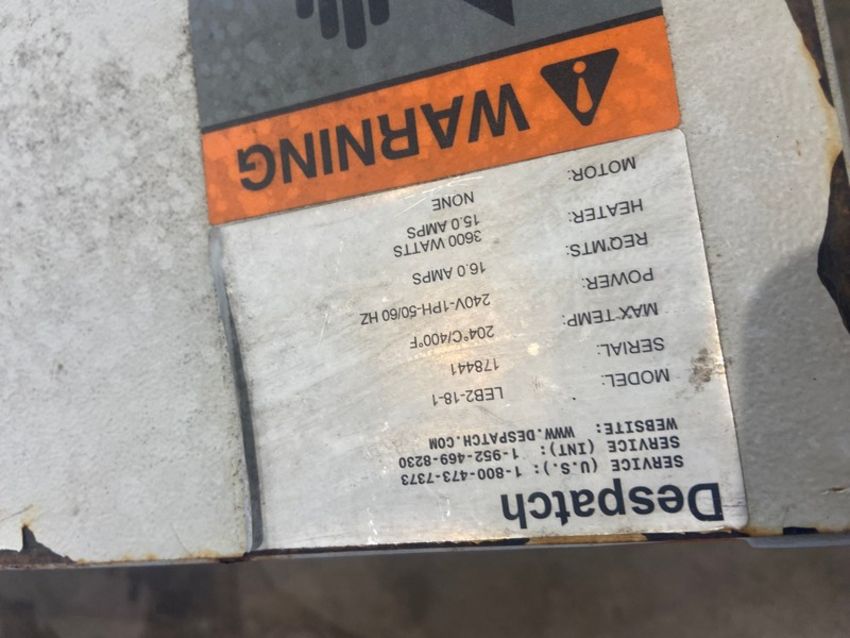 Despatch
SERVICE (U.S.): 1-800-473-7373
SERVICE (INT): 1-952-469-8230
WEBSITE: WWW.DESPATCH.COM
MODEL: LEB2-18-1
SERIAL: 178441
MAX TEMP: 204°C/400°F
POWER: 240V-1PH-50/60 HZ
REQ'MTS: 16.0 AMPS
HEATER: 3600 WATTS
15.0 AMPS
MOTOR: NONE
WARNING